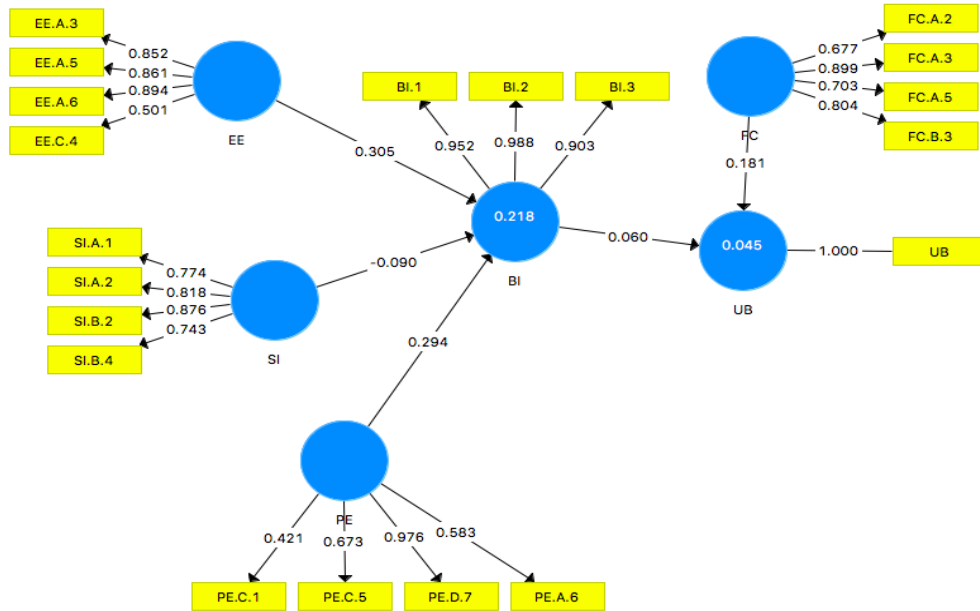 EE.A.3
0.852
EE.A.5
0.861
EE.A.6
0.894
EE.C.4
0.501
EE
0.305
BI.1
BI.2
BI.3
0.952
0.988
0.903
0.218
BI
FC.A.2
0.677
FC.A.3
0.899
FC.A.5
0.703
FC.B.3
0.804
FC
0.181
0.060
0.045
UB
1.000
UB
SI.A.1
0.774
SI.A.2
0.818
SI.B.2
0.876
SI.B.4
0.743
SI
-0.090
0.294
PE
0.421
0.673
0.976
0.583
PE.C.1
PE.C.5
PE.D.7
PE.A.6